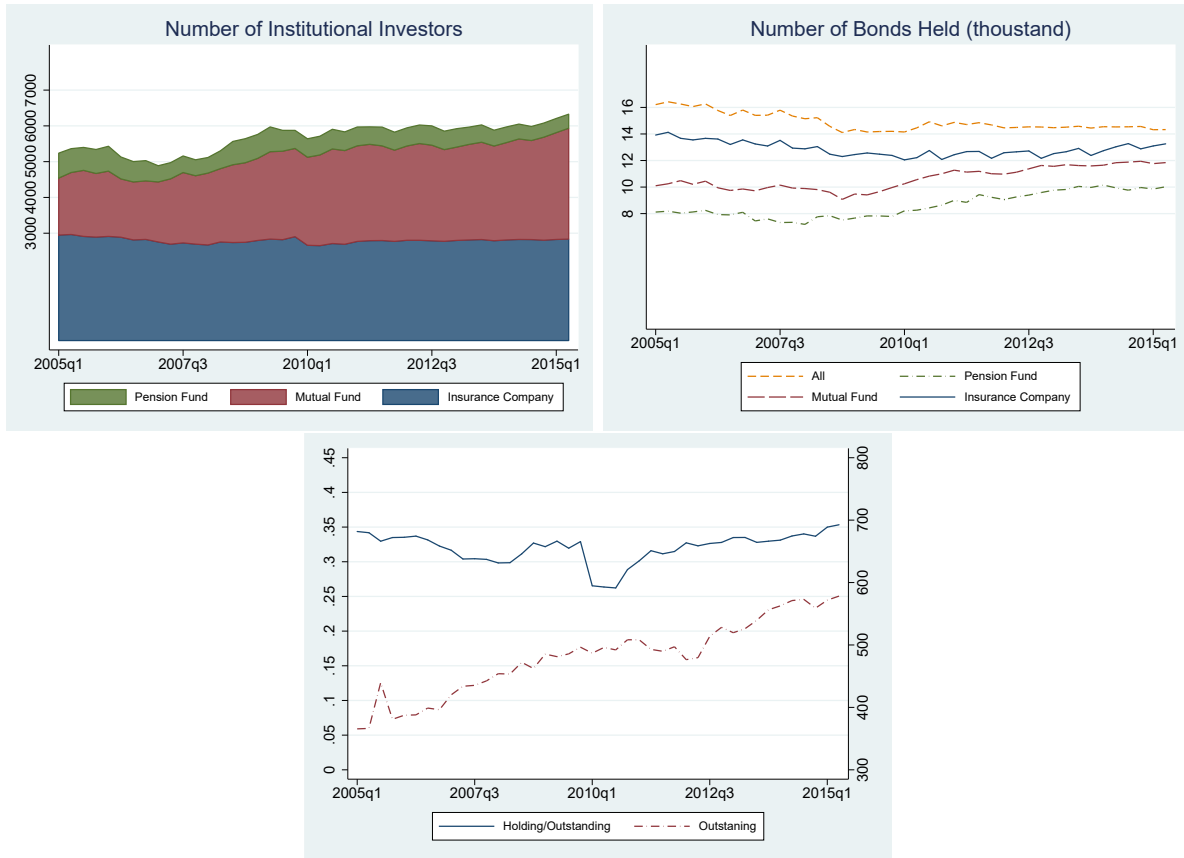 Number of Institutional Investors
7000
6000
5000
4000
3000
2005q1 2007q3 2010q1 2012q3 2015q1
Pension Fund Mutual Fund Insurance Company
Number of Bonds Held (thoustand)
16
14
12
10
8
2005q1 2007q3 2010q1 2012q3 2015q1
All Pension Fund
Mutual Fund Insurance Company
.45 800
.4
.35 700
.3
.25 600
.2
.15 500
.1
.05 400
0 300
2005q1 2007q3 2010q1 2012q3 2015q1
Holding/Outstanding Outstaning